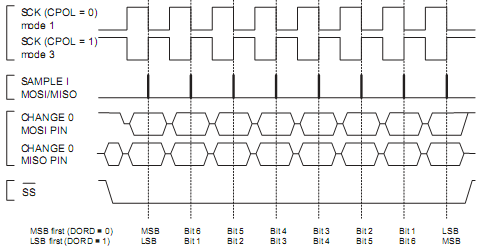 SCK (CPOL = 0)
mode 1
SCK (CPOL = 1)
mode 3
SAMPLE I
MOSI/MISO
CHANGE 0
MOSI PIN
CHANGE 0
MISO PIN
SS
MSB first (DORD = 0) MSB Bit 6 Bit 5 Bit 4 Bit 3 Bit 2 Bit 1 LSB
LSB first (DORD = 1) LSB Bit 1 Bit 2 Bit 3 Bit 4 Bit 5 Bit 6 MSB